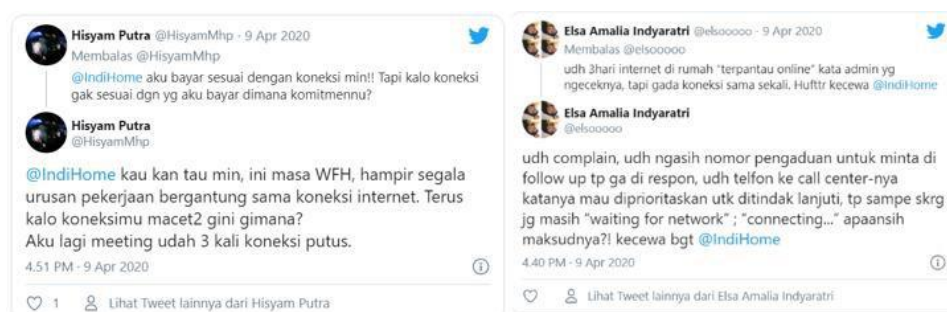 Hisyam Putra @HisyamMhp · 9 Apr 2020
Membalas @HisyamMhp
@IndiHome aku bayar sesuai dengan koneksi min!! Tapi kalo koneksi
gak sesuai dgn yg aku bayar dimana komitmennu?
Hisyam Putra
@HisyamMhp
@IndiHome kau kan tau min, ini masa WFH, hampir segala
urusan pekerjaan bergantung sama koneksi internet. Terus
kalo koneksimu macet2 gini gimana?
Aku lagi meeting udah 3 kali koneksi putus.
4.51 PM · 9 Apr 2020
1 Lihat Tweet lainnya dari Hisyam Putra
Elsa Amalia Indyaratri @elsooooo · 9 Apr 2020
Membalas @elsooooo
udh 3hari internet di rumah "terpantau online" kata admin yg
ngeceknya, tapi gada koneksi sama sekali. Hufttr kecewa @IndiHome
Elsa Amalia Indyaratri
@elsooooo
udh complain, udh ngasih nomor pengaduan untuk minta di
follow up tp ga di respon, udh telfon ke call center-nya
katanya mau diprioritaskan utk ditindak lanjuti, tp sampe skrg
jg masih "waiting for network" ; "connecting..." apaansih
maksudnya?! kecewa bgt @IndiHome
4.40 PM · 9 Apr 2020
Lihat Tweet lainnya dari Elsa Amalia Indyaratri